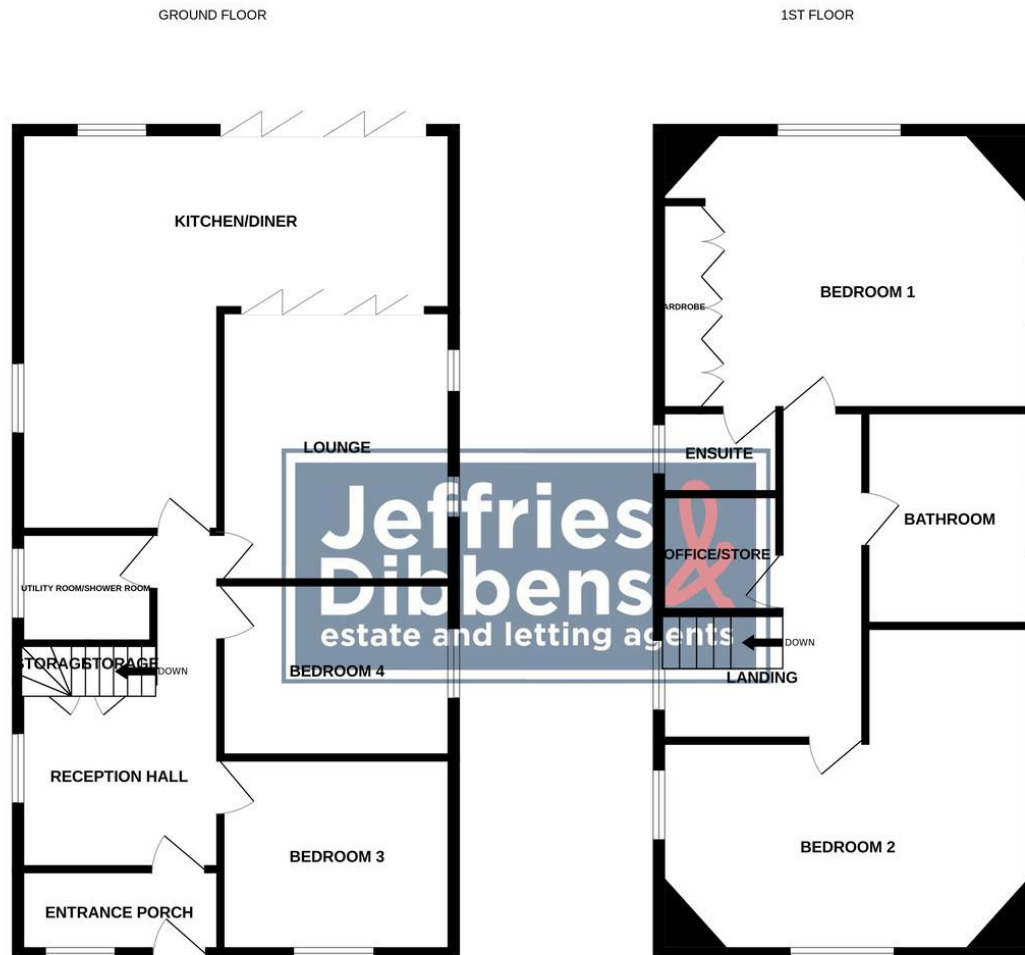 GROUND FLOOR
1ST FLOOR
KITCHEN/DINER
LOUNGE
UTILITY ROOM/SHOWER ROOM
STORAGE STORAGE
DOWN
BEDROOM 4
RECEPTION HALL
BEDROOM 3
ENTRANCE PORCH
BEDROOM 1
ARDROBE
ENSUITE
BATHROOM
OFFICE/STORE
DOWN
LANDING
BEDROOM 2
Jeffries &
Dibbens
estate and letting agents